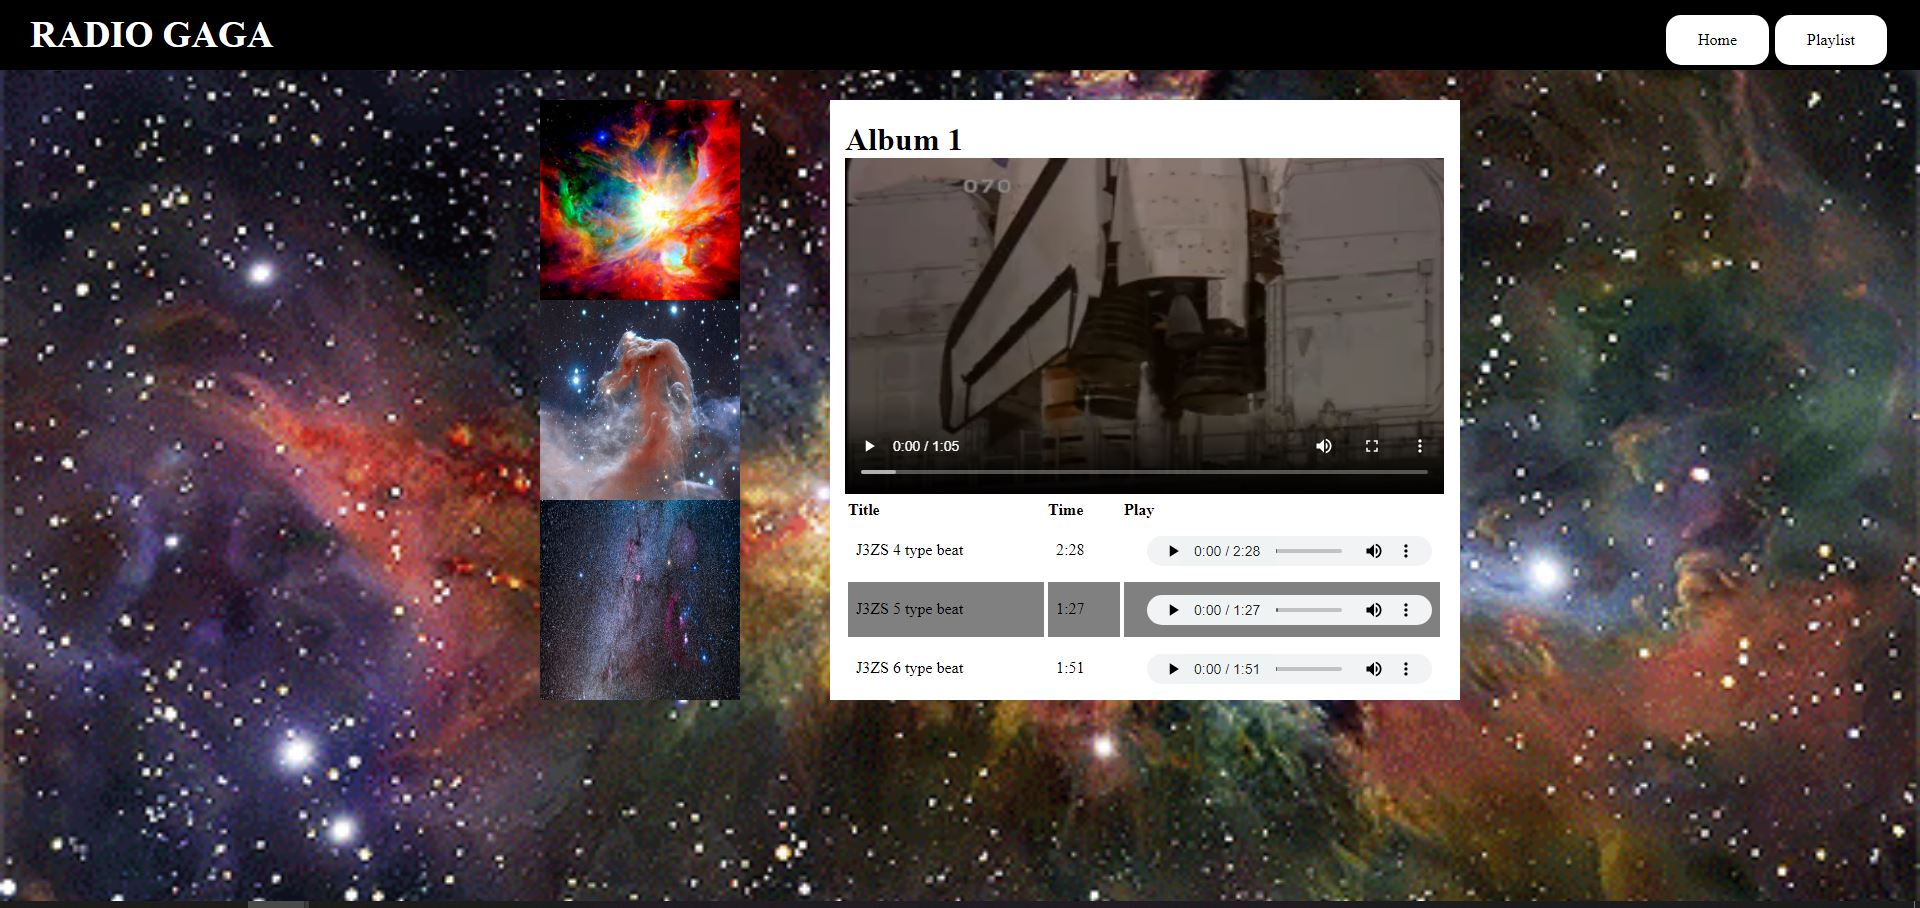 RADIO GAGA
Home Playlist
Album 1
070
0:00 / 1:05
Title Time Play
J3ZS 4 type beat 2:28 0:00 / 2:28
J3ZS 5 type beat 1:27 0:00 / 1:27
J3ZS 6 type beat 1:51 0:00 / 1:51